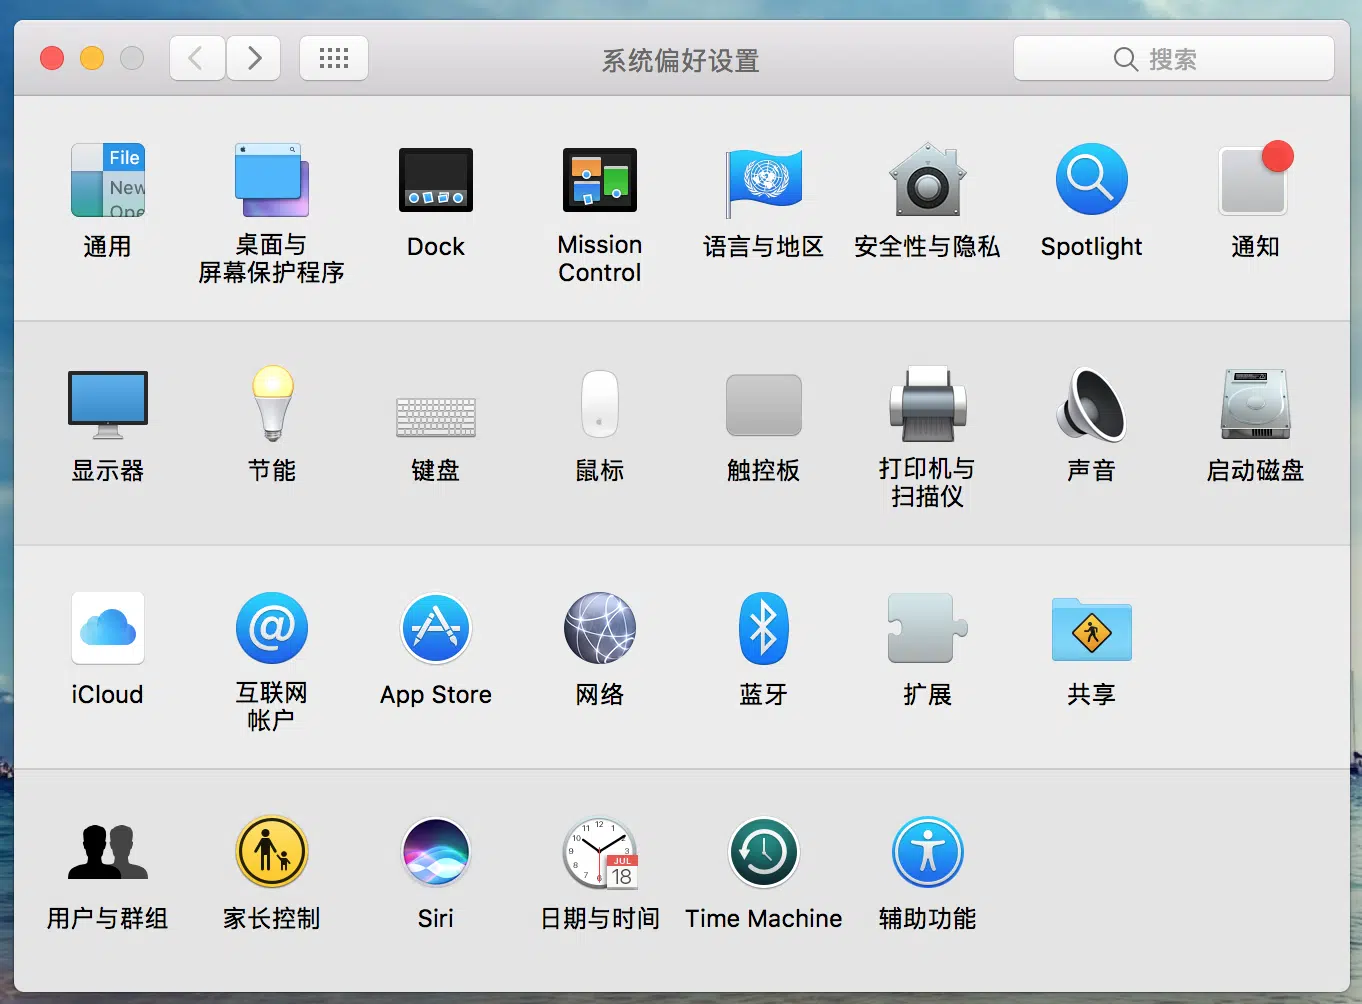 系统偏好设置
搜索
File
New
Ope
通用
桌面与
屏幕保护程序
Dock
Mission
Control
语言与地区
安全性与隐私
Spotlight
通知
显示器
节能
键盘
鼠标
触控板
打印机与
扫描仪
声音
启动磁盘
iCloud
@
互联网
帐户
App Store
网络
蓝牙
扩展
共享
用户与群组
家长控制
Siri
JUL
18
日期与时间
Time Machine
辅助功能